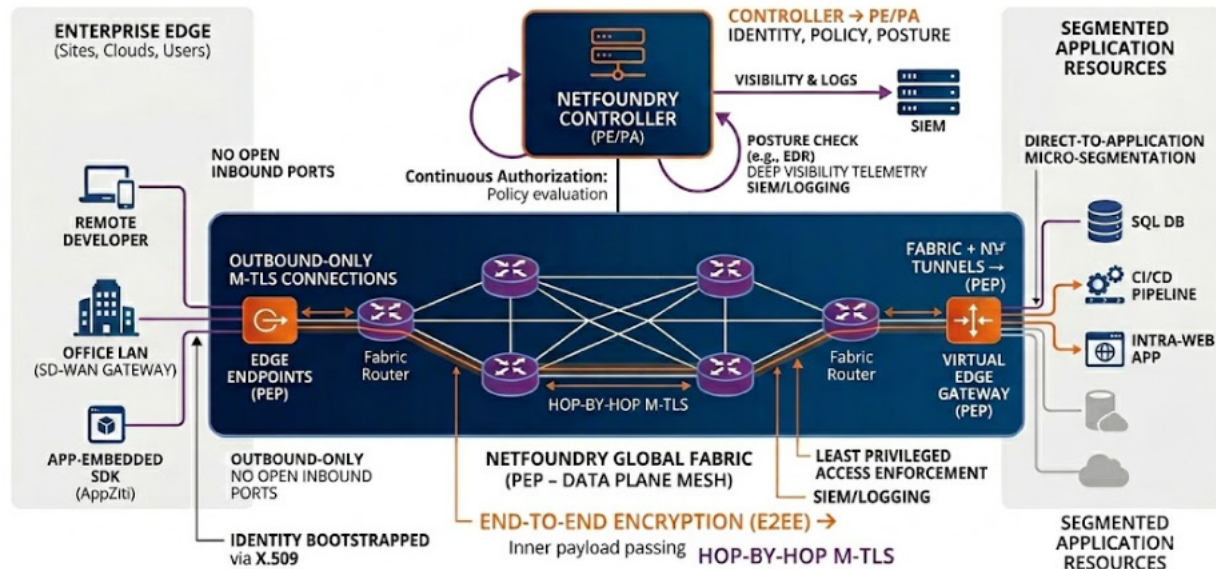 ENTERPRISE EDGE
(Sites, Clouds, Users)
NO OPEN
INBOUND PORTS
REMOTE
DEVELOPER
OFFICE LAN
(SD-WAN GATEWAY)
APP-EMBEDDED
SDK
(AppZiti)
OUTBOUND-ONLY
NO OPEN INBOUND
PORTS
IDENTITY BOOTSTRAPPED
via X.509
NETFOUNDRY
CONTROLLER
(PE/PA)
CONTROLLER → PE/PA
IDENTITY, POLICY, POSTURE
VISIBILITY & LOGS
SIEM
POSTURE CHECK
(e.g., EDR)
DEEP VISIBILITY TELEMETRY
SIEM/LOGGING
Continuous Authorization:
Policy evaluation
OUTBOUND-ONLY
M-TLS CONNECTIONS
EDGE
ENDPOINTS
(PEP)
Fabric
Router
HOP-BY-HOP M-TLS
Fabric
Router
FABRIC +
TUNNELS →
(PEP)
VIRTUAL
EDGE
GATEWAY
(PEP)
NETFOUNDRY GLOBAL FABRIC
(PEP – DATA PLANE MESH)
LEAST PRIVILEGED
ACCESS ENFORCEMENT
SIEM/LOGGING
END-TO-END ENCRYPTION (E2EE) →
Inner payload passing HOP-BY-HOP M-TLS
SEGMENTED
APPLICATION
RESOURCES
DIRECT-TO-APPLICATION
MICRO-SEGMENTATION
SQL DB
CI/CD
PIPELINE
INTRA-WEB
APP
SEGMENTED
APPLICATION
RESOURCES